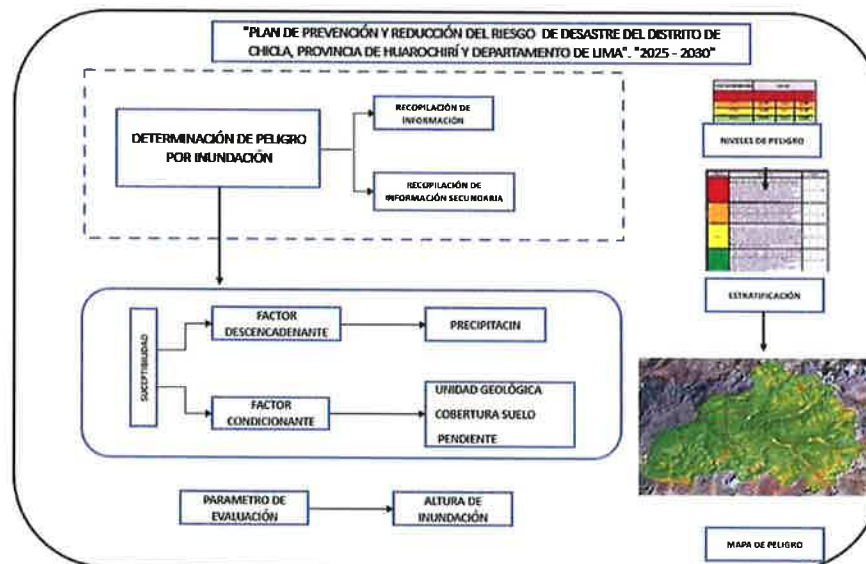 "PLAN DE PREVENCIÓN Y REDUCCIÓN DEL RIESGO DE DESASTRE DEL DISTRITO DE
CHICLA, PROVINCIA DE HUAROCHIRÍ Y DEPARTAMENTO DE LIMA". "2025 - 2030"
DETERMINACIÓN DE PELIGRO
POR INUNDACIÓN
RECOPILACIÓN DE
INFORMACIÓN
RECOPILACIÓN DE
INFORMACIÓN SECUNDARIA
SUCEPTIBILIDAD
FACTOR
DESCENCADENANTE
PRECIPITACIN
FACTOR
CONDICIONANTE
UNIDAD GEOLÓGICA
COBERTURA SUELO
PENDIENTE
PARAMETRO DE
EVALUACIÓN
ALTURA DE
INUNDACIÓN
NIVELES DE PELIGRO
ESTRATIFICACIÓN
MAPA DE PELIGRO